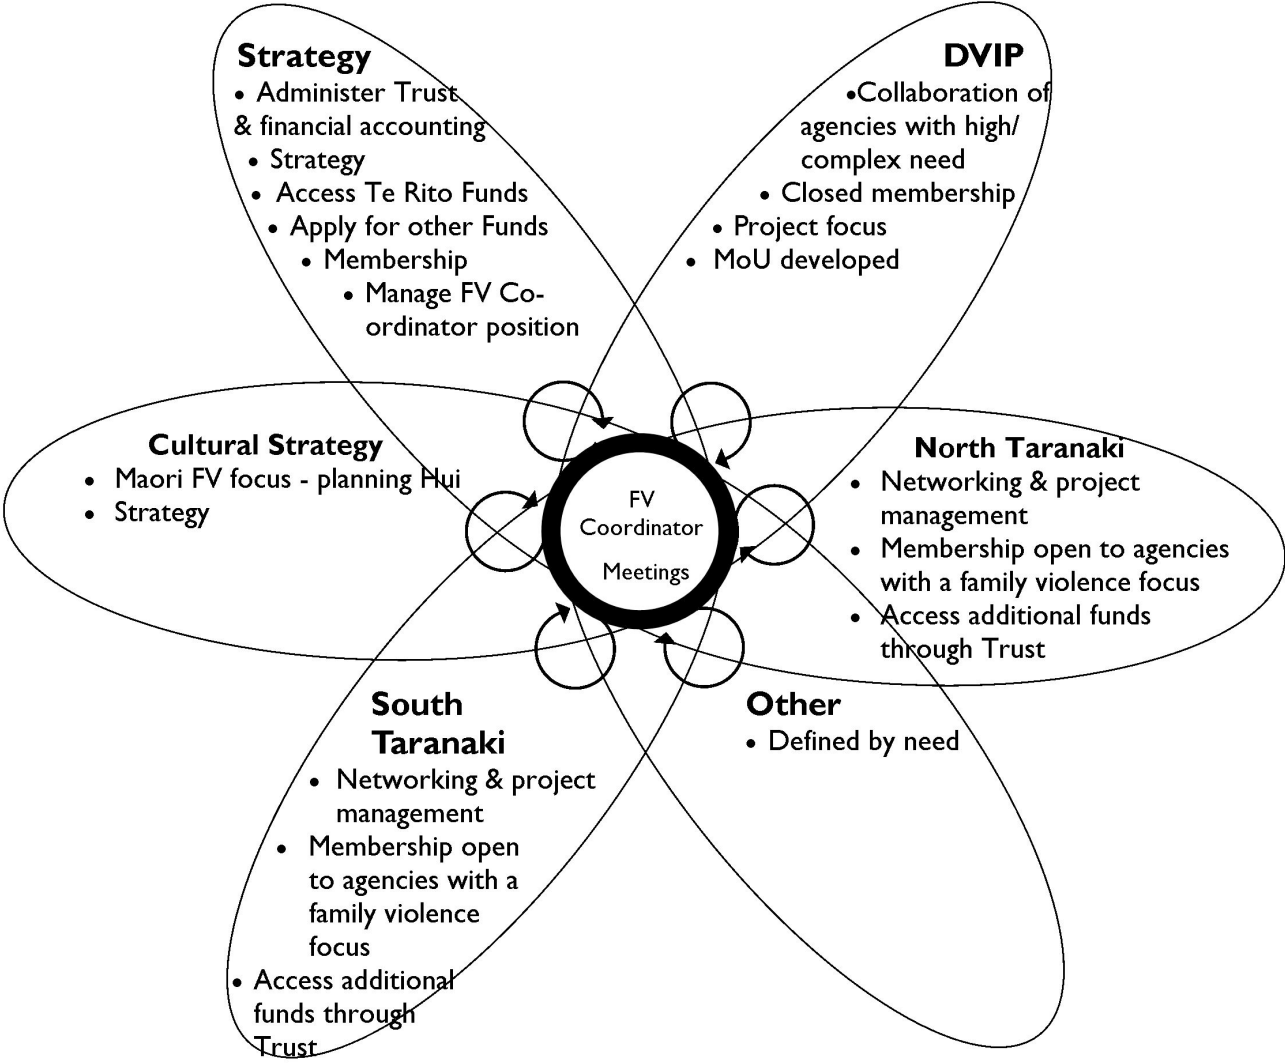 Strategy
• Administer Trust
& financial accounting
• Strategy
• Access Te Rito Funds
• Apply for other Funds
• Membership
• Manage FV Co-
ordinator position
DVIP
•Collaboration of
agencies with high/
complex need
• Closed membership
• Project focus
• MoU developed
Cultural Strategy
• Maori FV focus - planning Hui
• Strategy
FV
Coordinator
Meetings
North Taranaki
• Networking & project
management
• Membership open to agencies
with a family violence focus
• Access additional funds
through Trust
South
Taranaki
• Networking & project
management
• Membership open
to agencies with a
family violence
focus
• Access additional
funds through
Trust
Other
• Defined by need